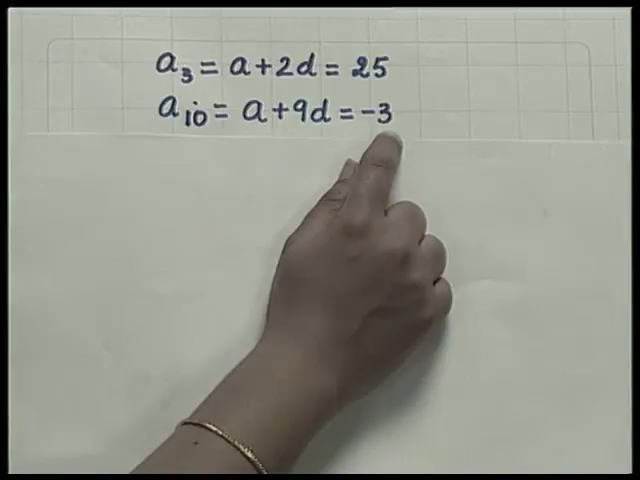 a₃ = a+2d = 25
a₁₀ = a+9d = -3